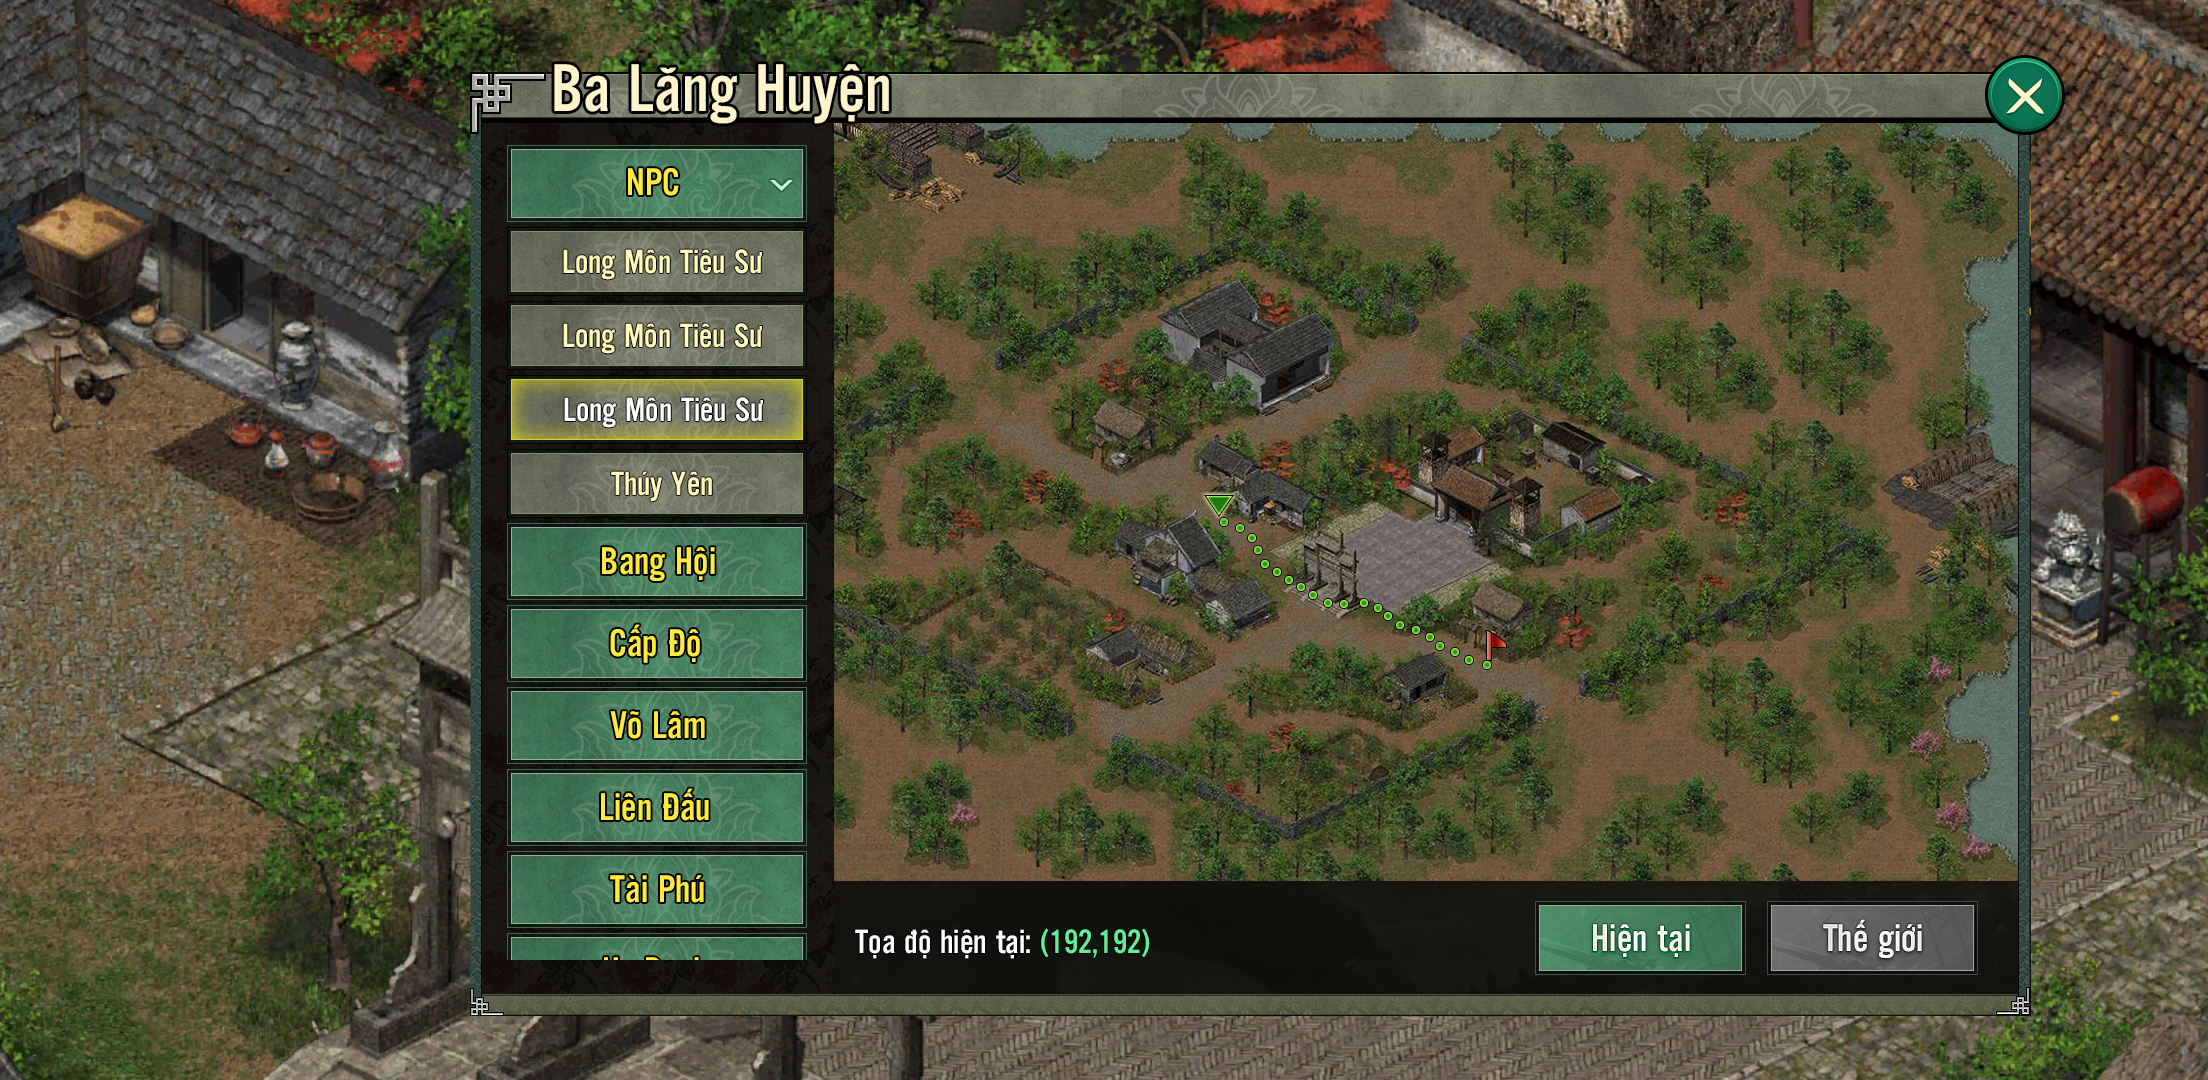 Ba Lăng Huyện
NPC
Long Môn Tiêu Sư
Long Môn Tiêu Sư
Long Môn Tiêu Sư
Thúy Yên
Bang Hội
Cấp Độ
Võ Lâm
Liên Đấu
Tài Phú
Tọa độ hiện tại: (192,192)
Hiện tại
Thế giới